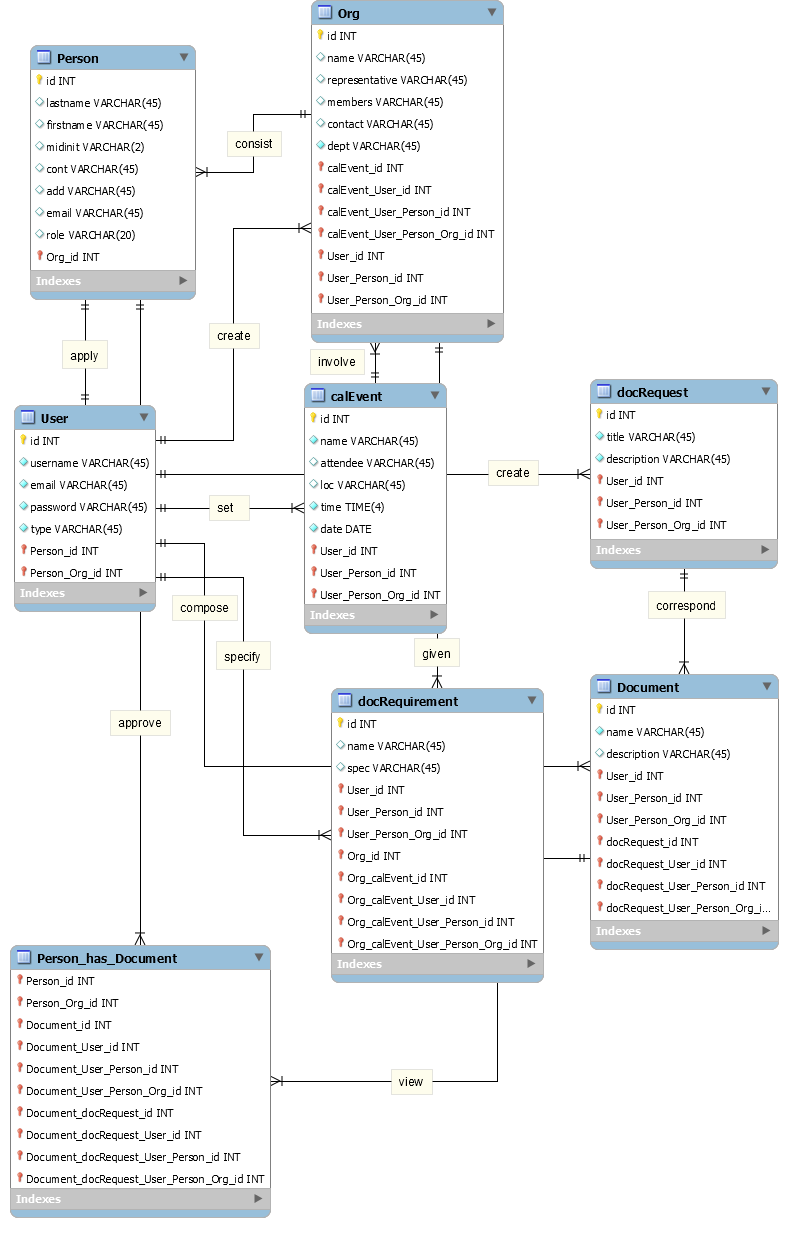 Org
id INT
name VARCHAR(45)
representative VARCHAR(45)
members VARCHAR(45)
contact VARCHAR(45)
dept VARCHAR(45)
calEvent_id INT
calEvent_User_id INT
calEvent_User_Person_id INT
calEvent_User_Person_Org_id INT
User_id INT
User_Person_id INT
User_Person_Org_id INT
Indexes
Person
id INT
lastname VARCHAR(45)
firstname VARCHAR(45)
midinit VARCHAR(2)
cont VARCHAR(45)
add VARCHAR(45)
email VARCHAR(45)
role VARCHAR(20)
Org_id INT
Indexes
consist
create
apply
involve
User
id INT
username VARCHAR(45)
email VARCHAR(45)
password VARCHAR(45)
type VARCHAR(45)
Person_id INT
Person_Org_id INT
Indexes
calEvent
id INT
name VARCHAR(45)
attendee VARCHAR(45)
loc VARCHAR(45)
time TIME(4)
date DATE
User_id INT
User_Person_id INT
User_Person_Org_id INT
Indexes
docRequest
id INT
title VARCHAR(45)
description VARCHAR(45)
User_id INT
User_Person_id INT
User_Person_Org_id INT
Indexes
create
set
compose
specify
given
correspond
approve
docRequirement
id INT
name VARCHAR(45)
spec VARCHAR(45)
User_id INT
User_Person_id INT
User_Person_Org_id INT
Org_id INT
Org_calEvent_id INT
Org_calEvent_User_id INT
Org_calEvent_User_Person_id INT
Org_calEvent_User_Person_Org_id INT
Indexes
Document
id INT
name VARCHAR(45)
description VARCHAR(45)
User_id INT
User_Person_id INT
User_Person_Org_id INT
docRequest_id INT
docRequest_User_id INT
docRequest_User_Person_id INT
docRequest_User_Person_Org_i...
Indexes
Person_has_Document
Person_id INT
Person_Org_id INT
Document_id INT
Document_User_id INT
Document_User_Person_id INT
Document_User_Person_Org_id INT
Document_docRequest_id INT
Document_docRequest_User_id INT
Document_docRequest_User_Person_id INT
Document_docRequest_User_Person_Org_id INT
Indexes
view